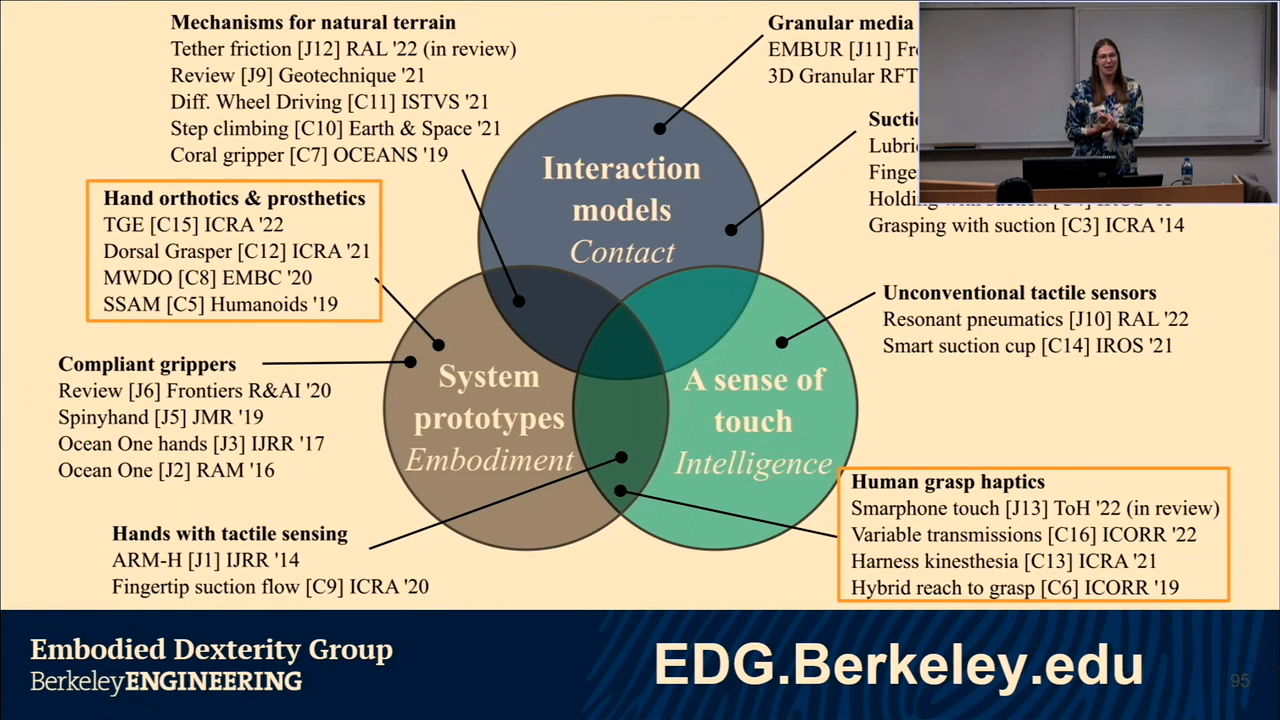 Mechanisms for natural terrain
Tether friction [J12] RAL '22 (in review)
Review [J9] Geotechnique '21
Diff. Wheel Driving [C11] ISTVS '21
Step climbing [C10] Earth & Space '21
Coral gripper [C7] OCEANS '19
Granular media
EMBUR [J11]
3D Granular RFT
Holding with suction
Grasping with suction [C3] ICRA '14
Hand orthotics & prosthetics
TGE [C15] ICRA '22
Dorsal Grasper [C12] ICRA '21
MWDO [C8] EMBC '20
SSAM [C5] Humanoids '19
Interaction
models
Contact
Unconventional tactile sensors
Resonant pneumatics [J10] RAL '22
Smart suction cup [C14] IROS '21
Compliant grippers
Review [J6] Frontiers R&AI '20
Spinyhand [J5] JMR '19
Ocean One hands [J3] IJRR '17
Ocean One [J2] RAM '16
System
prototypes
Embodiment
A sense of
touch
Intelligence
Human grasp haptics
Smarphone touch [J13] ToH '22 (in review)
Variable transmissions [C16] ICORR '22
Harness kinesthesia [C13] ICRA '21
Hybrid reach to grasp [C6] ICORR '19
Hands with tactile sensing
ARM-H [J1] IJRR '14
Fingertip suction flow [C9] ICRA '20
Embodied Dexterity Group
BerkeleyENGINEERING
EDG.Berkeley.edu
95